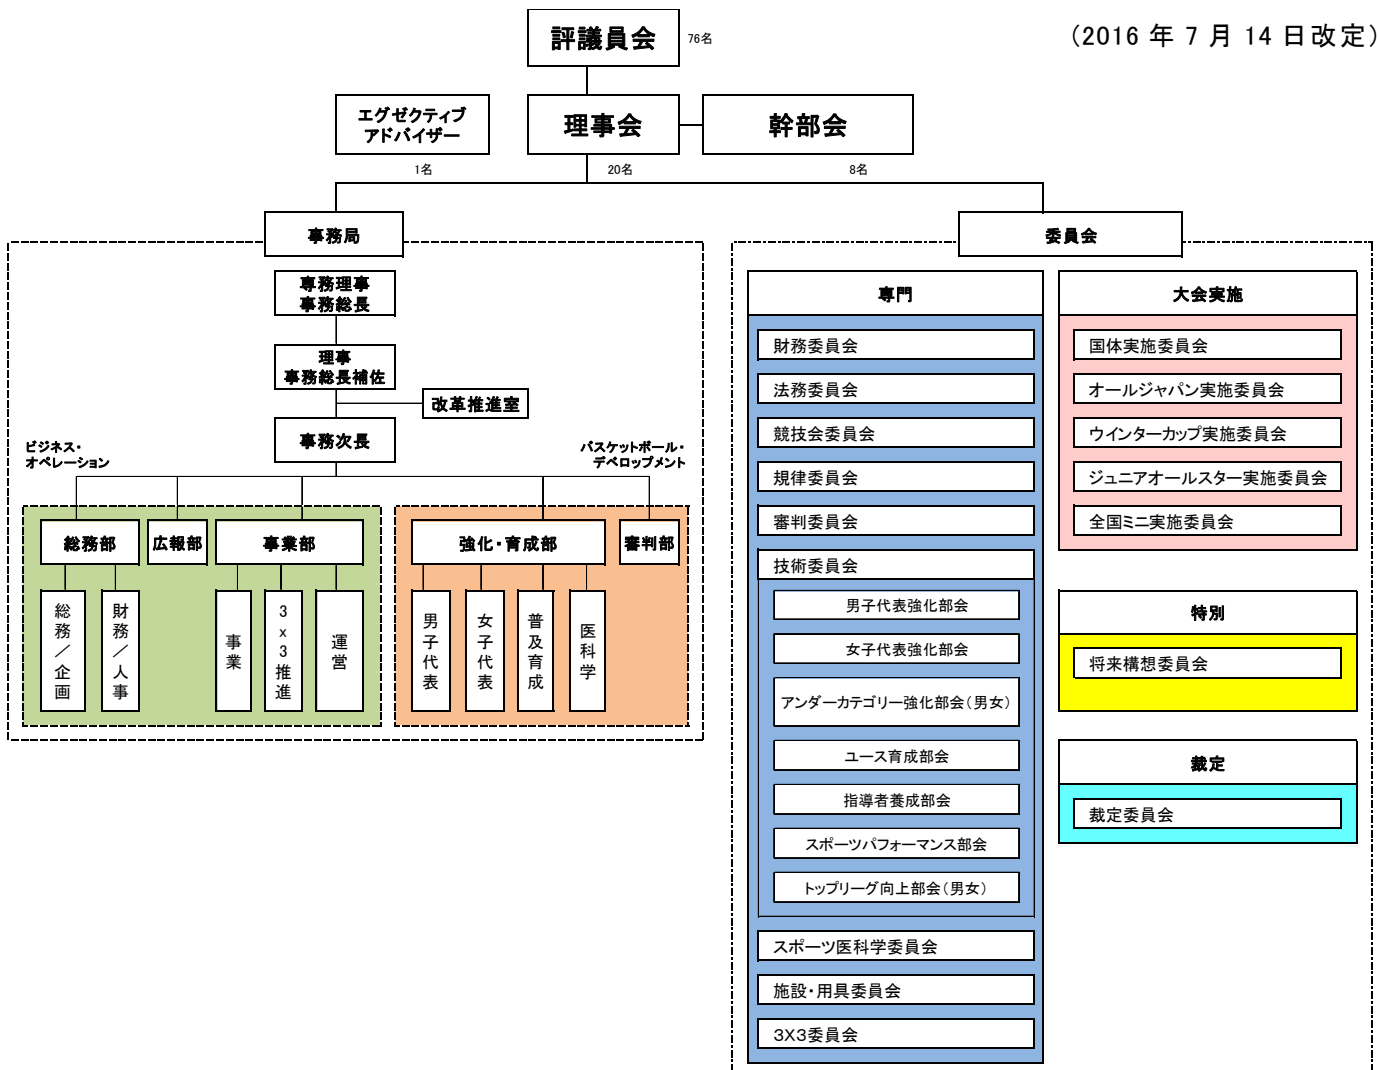 評議員会
76名
（2016 年 7 月 14 日改定）
エグゼクティブ
アドバイザー
理事会
幹部会
1名
20名
8名
事務局
委員会
専務理事
事務総長
理事
事務総長補佐
改革推進室
事務次長
ビジネス・
オペレーション
バスケットボール・
デベロップメント
総務部
広報部
事業部
強化・育成部
審判部
総務／企画
財務／人事
事業
3x3推進
運営
男子代表
女子代表
普及育成
医科学
専門
財務委員会
法務委員会
競技会委員会
規律委員会
審判委員会
技術委員会
男子代表強化部会
女子代表強化部会
アンダーカテゴリー強化部会（男女）
ユース育成部会
指導者養成部会
スポーツパフォーマンス部会
トップリーグ向上部会（男女）
スポーツ医科学委員会
施設・用具委員会
3X3委員会
大会実施
国体実施委員会
オールジャパン実施委員会
ウインターカップ実施委員会
ジュニアオールスター実施委員会
全国ミニ実施委員会
特別
将来構想委員会
裁定
裁定委員会